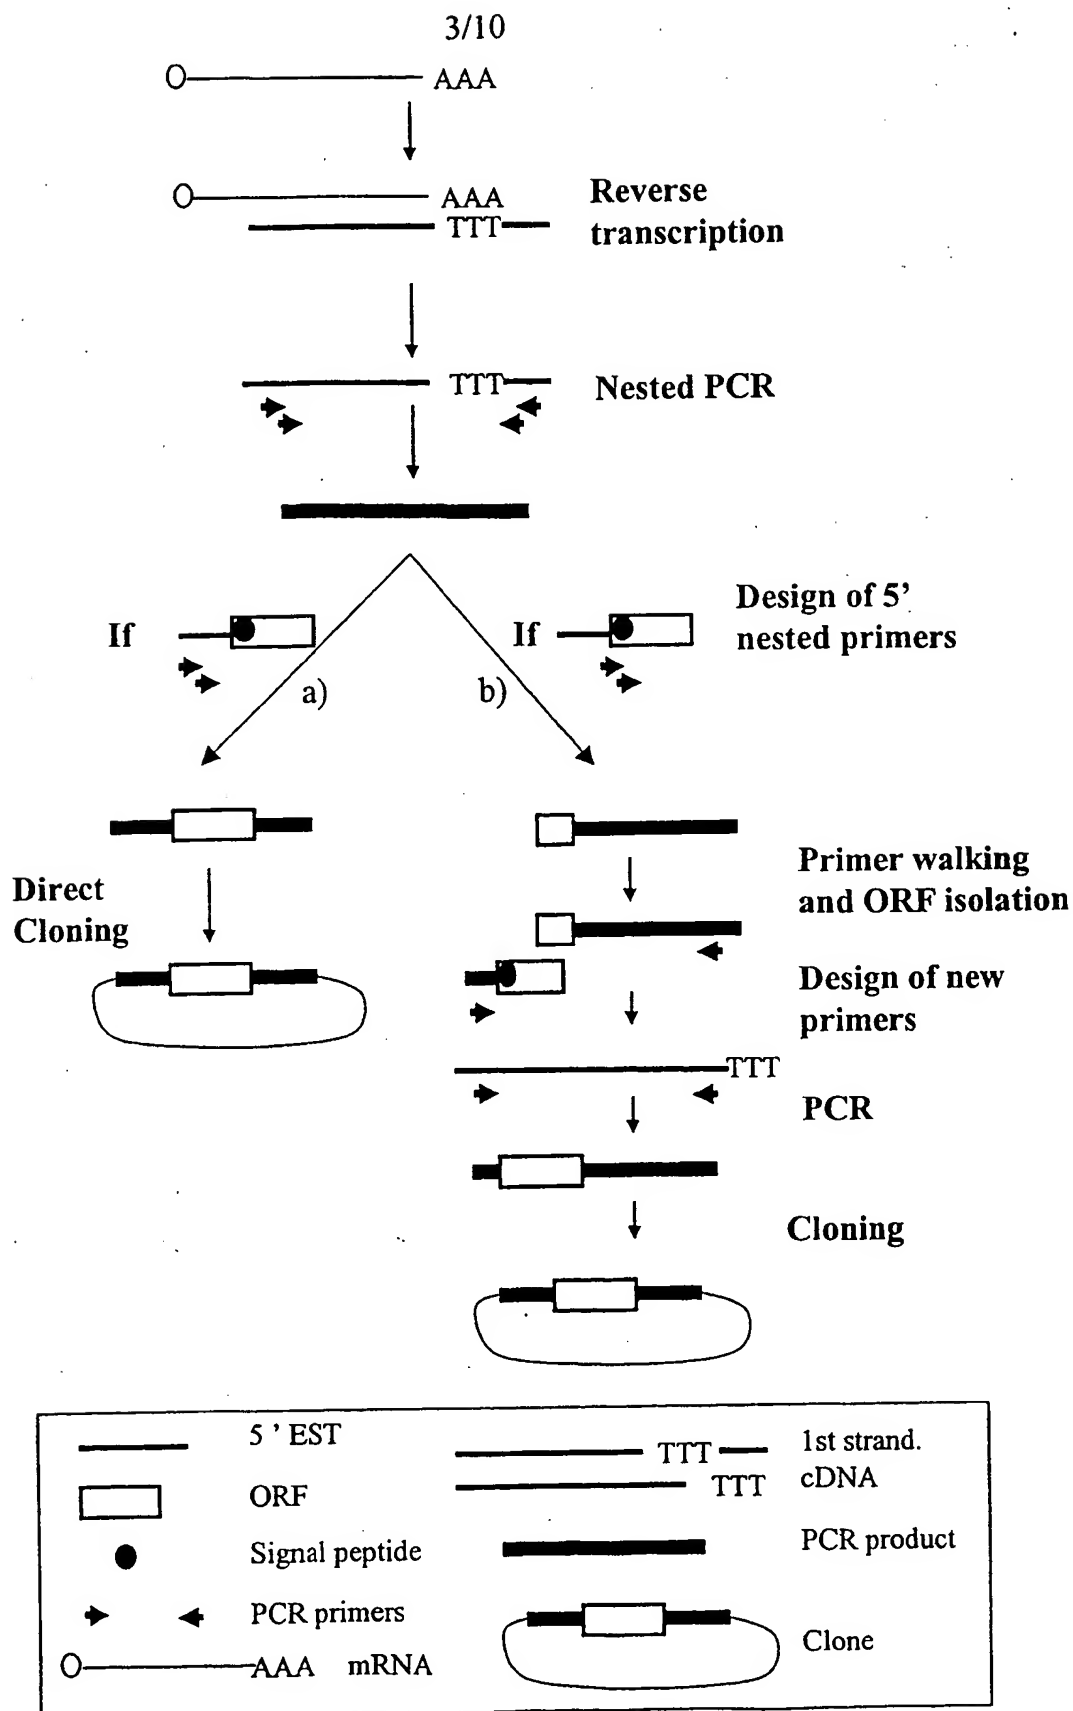 3/10
AAA
AAA
TTT
Reverse
transcription
TTT
Nested PCR
Design of 5’
nested primers
If
If
a)
b)
Direct
Cloning
Primer walking
and ORF isolation
Design of new
primers
TTT
PCR
Cloning
5 ’ EST
ORF
Signal peptide
PCR primers
AAA mRNA
TTT
TTT
1st strand.
cDNA
PCR product
Clone